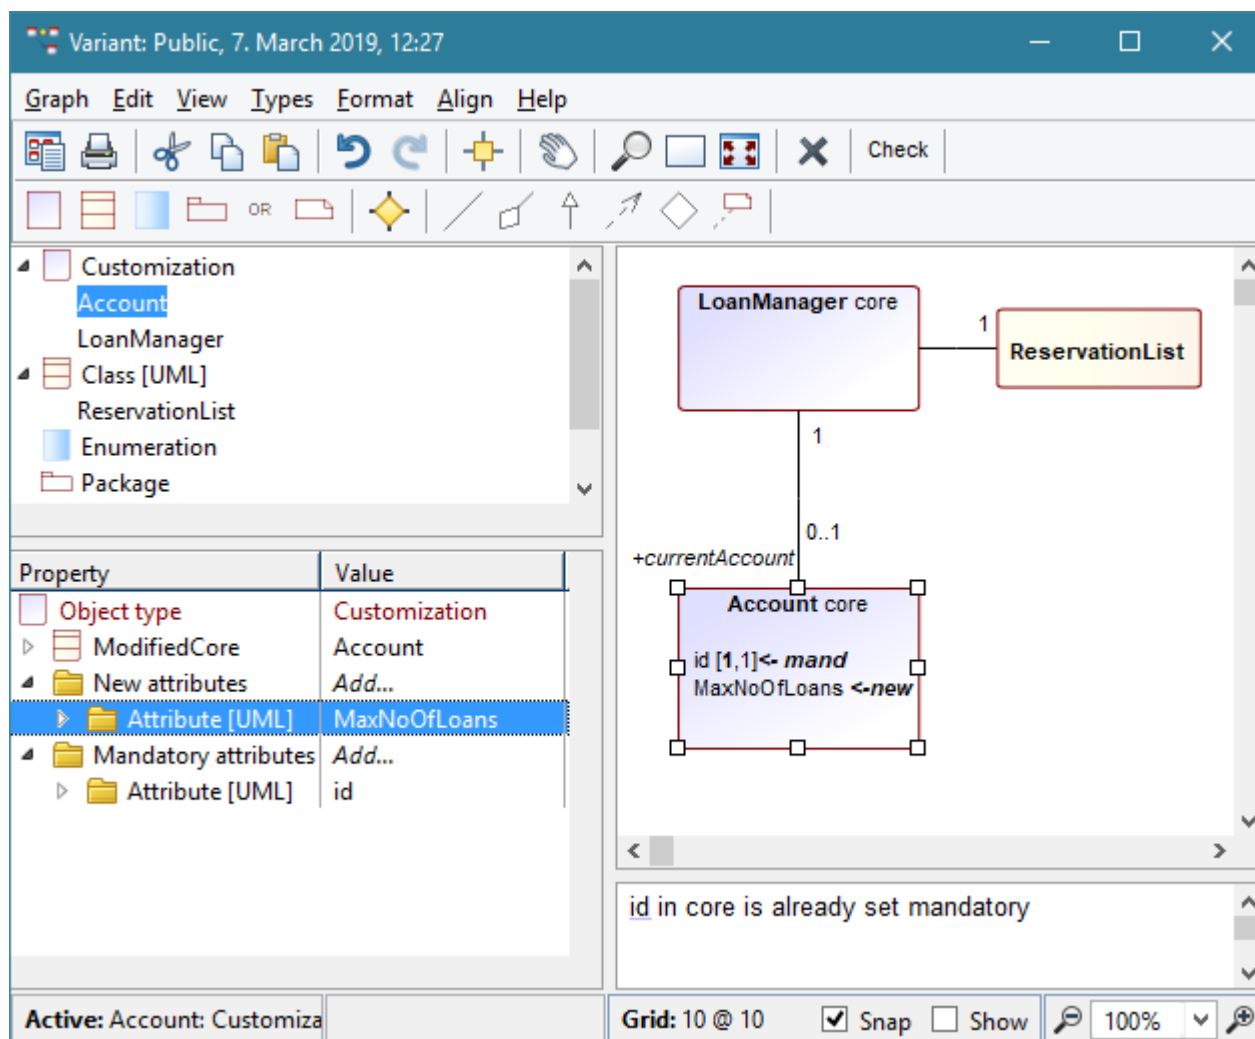 Variant: Public, 7. March 2019, 12:27
Graph Edit View Types Format Align Help
Check
OR
Customization
Account
LoanManager
Class [UML]
ReservationList
Enumeration
Package
Property Value
Object type Customization
ModifiedCore Account
New attributes Add...
Attribute [UML] MaxNoOfLoans
Mandatory attributes Add...
Attribute [UML] id
LoanManager core
1
ReservationList
1
0..1
+currentAccount
Account core
id [1,1]<- mand
MaxNoOfLoans <-new
id in core is already set mandatory
Active: Account: Customiza
Grid: 10 @ 10 Snap Show 100%